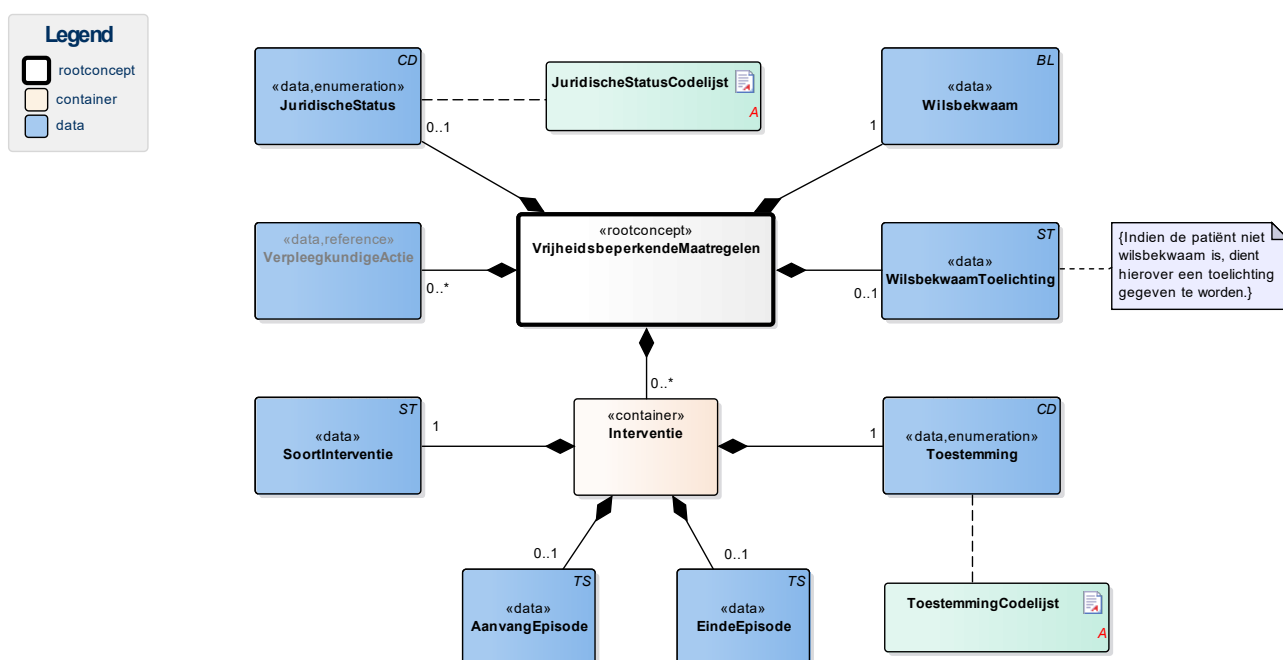 Legend
rootconcept
container
data
CD
«data,enumeration»
JuridischeStatus
0..1
JuridischeStatusCodelijst
A
BL
«data»
Wilsbekwaam
1
«rootconcept»
VrijheidsbeperkendeMaatregelen
«data,reference»
VerpleegkundigeActie
0..*
ST
«data»
WilsbekwaamToelichting
0..1
{Indien de patiënt niet
wilsbekwaam is, dient
hierover een toelichting
gegeven te worden.}
0..*
ST
«data»
SoortInterventie
1
«container»
Interventie
CD
«data,enumeration»
Toestemming
1
0..1
0..1
TS
«data»
AanvangEpisode
TS
«data»
EindeEpisode
ToestemmingCodelijst
A